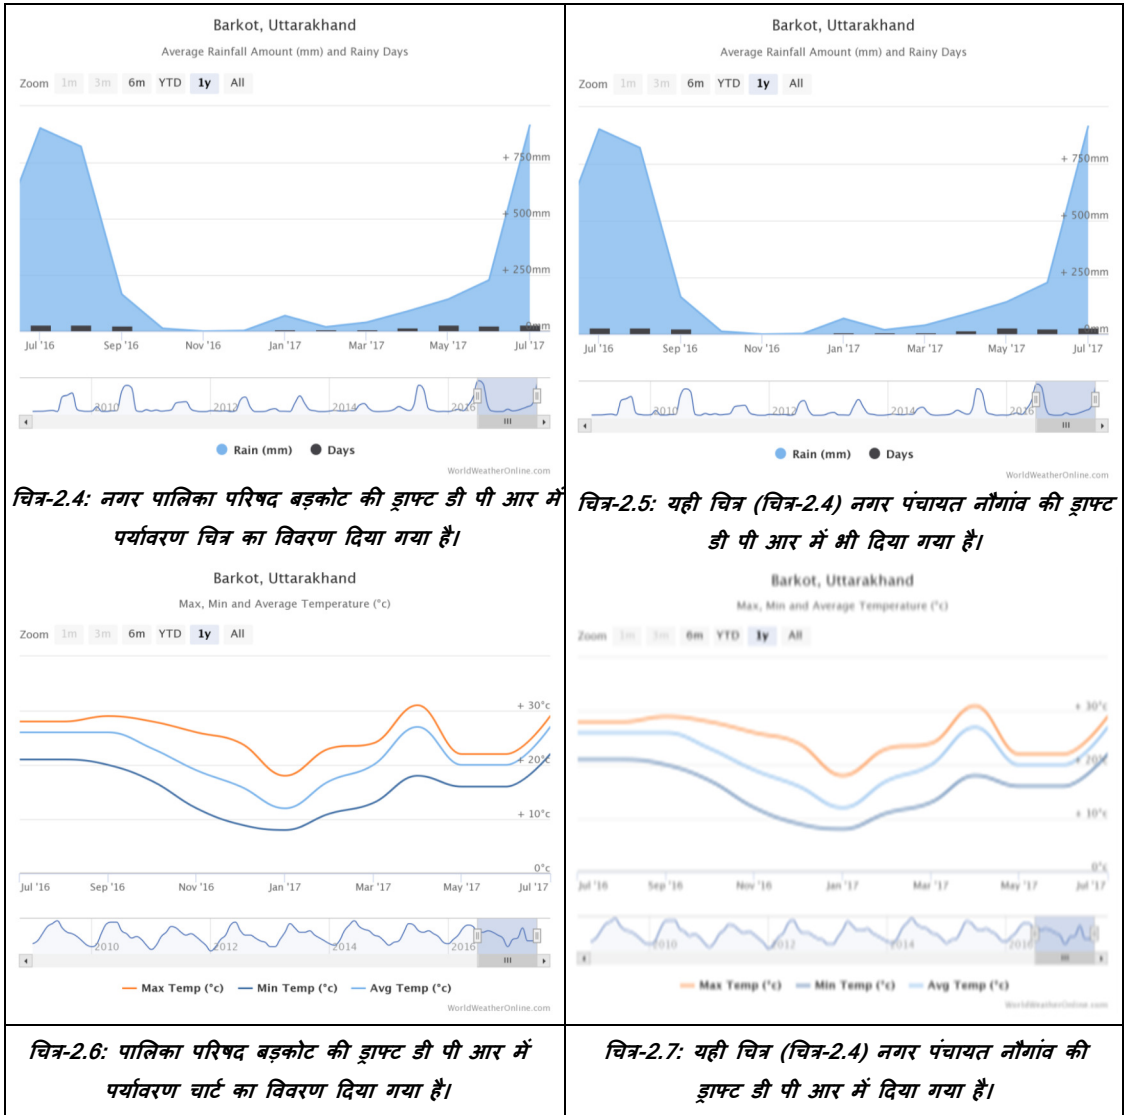 Barkot, Uttarakhand
Average Rainfall Amount (mm) and Rainy Days
Zoom 1m 3m 6m YTD 1y All
+ 750mm
+ 500mm
+ 250mm
0mm
Jul '16 Sep '16 Nov '16 Jan '17 Mar '17 May '17 Jul '17
2010 2012 2014 2016
Rain (mm) Days
WorldWeatherOnline.com
चित्र-2.4: नगर पालिका परिषद बड़कोट की ड्राफ्ट डी पी आर में
पर्यावरण चित्र का विवरण दिया गया है।
Barkot, Uttarakhand
Average Rainfall Amount (mm) and Rainy Days
Zoom 1m 3m 6m YTD 1y All
+ 750mm
+ 500mm
+ 250mm
0mm
Jul '16 Sep '16 Nov '16 Jan '17 Mar '17 May '17 Jul '17
2010 2012 2014 2016
Rain (mm) Days
WorldWeatherOnline.com
चित्र-2.5: यही चित्र (चित्र-2.4) नगर पंचायत नौगांव की ड्राफ्ट
डी पी आर में भी दिया गया है।
Barkot, Uttarakhand
Max, Min and Average Temperature (°c)
Zoom 1m 3m 6m YTD 1y All
+ 30°c
+ 20°c
+ 10°c
0°c
Jul '16 Sep '16 Nov '16 Jan '17 Mar '17 May '17 Jul '17
2010 2012 2014 2016
Max Temp (°c) Min Temp (°c) Avg Temp (°c)
WorldWeatherOnline.com
Barkot, Uttarakhand
Max, Min and Average Temperature (°c)
Zoom 1m 3m 6m YTD 1y All
+ 30°c
+ 20°c
+ 10°c
0°c
Jul '16 Sep '16 Nov '16 Jan '17 Mar '17 May '17 Jul '17
2010 2012 2014 2016
Max Temp (°c) Min Temp (°c) Avg Temp (°c)
WorldWeatherOnline.com
चित्र-2.6: पालिका परिषद बड़कोट की ड्राफ्ट डी पी आर में
पर्यावरण चार्ट का विवरण दिया गया है।
चित्र-2.7: यही चित्र (चित्र-2.4) नगर पंचायत नौगांव की
ड्राफ्ट डी पी आर में दिया गया है।